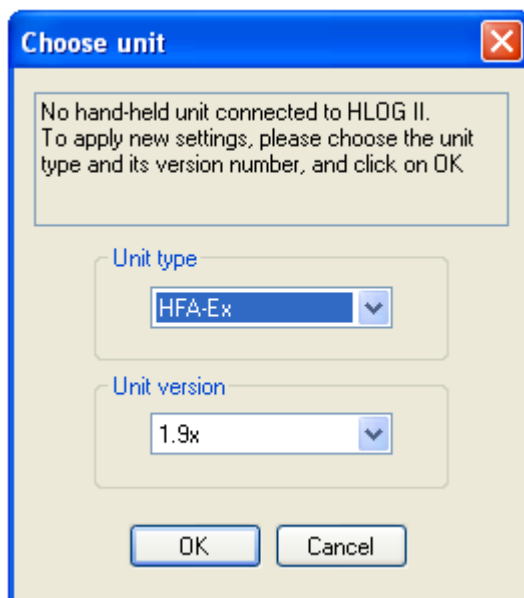 Choose unit
No hand-held unit connected to HLOG II.
To apply new settings, please choose the unit
type and its version number, and click on OK
Unit type
HFA-Ex
Unit version
1.9x
OK
Cancel